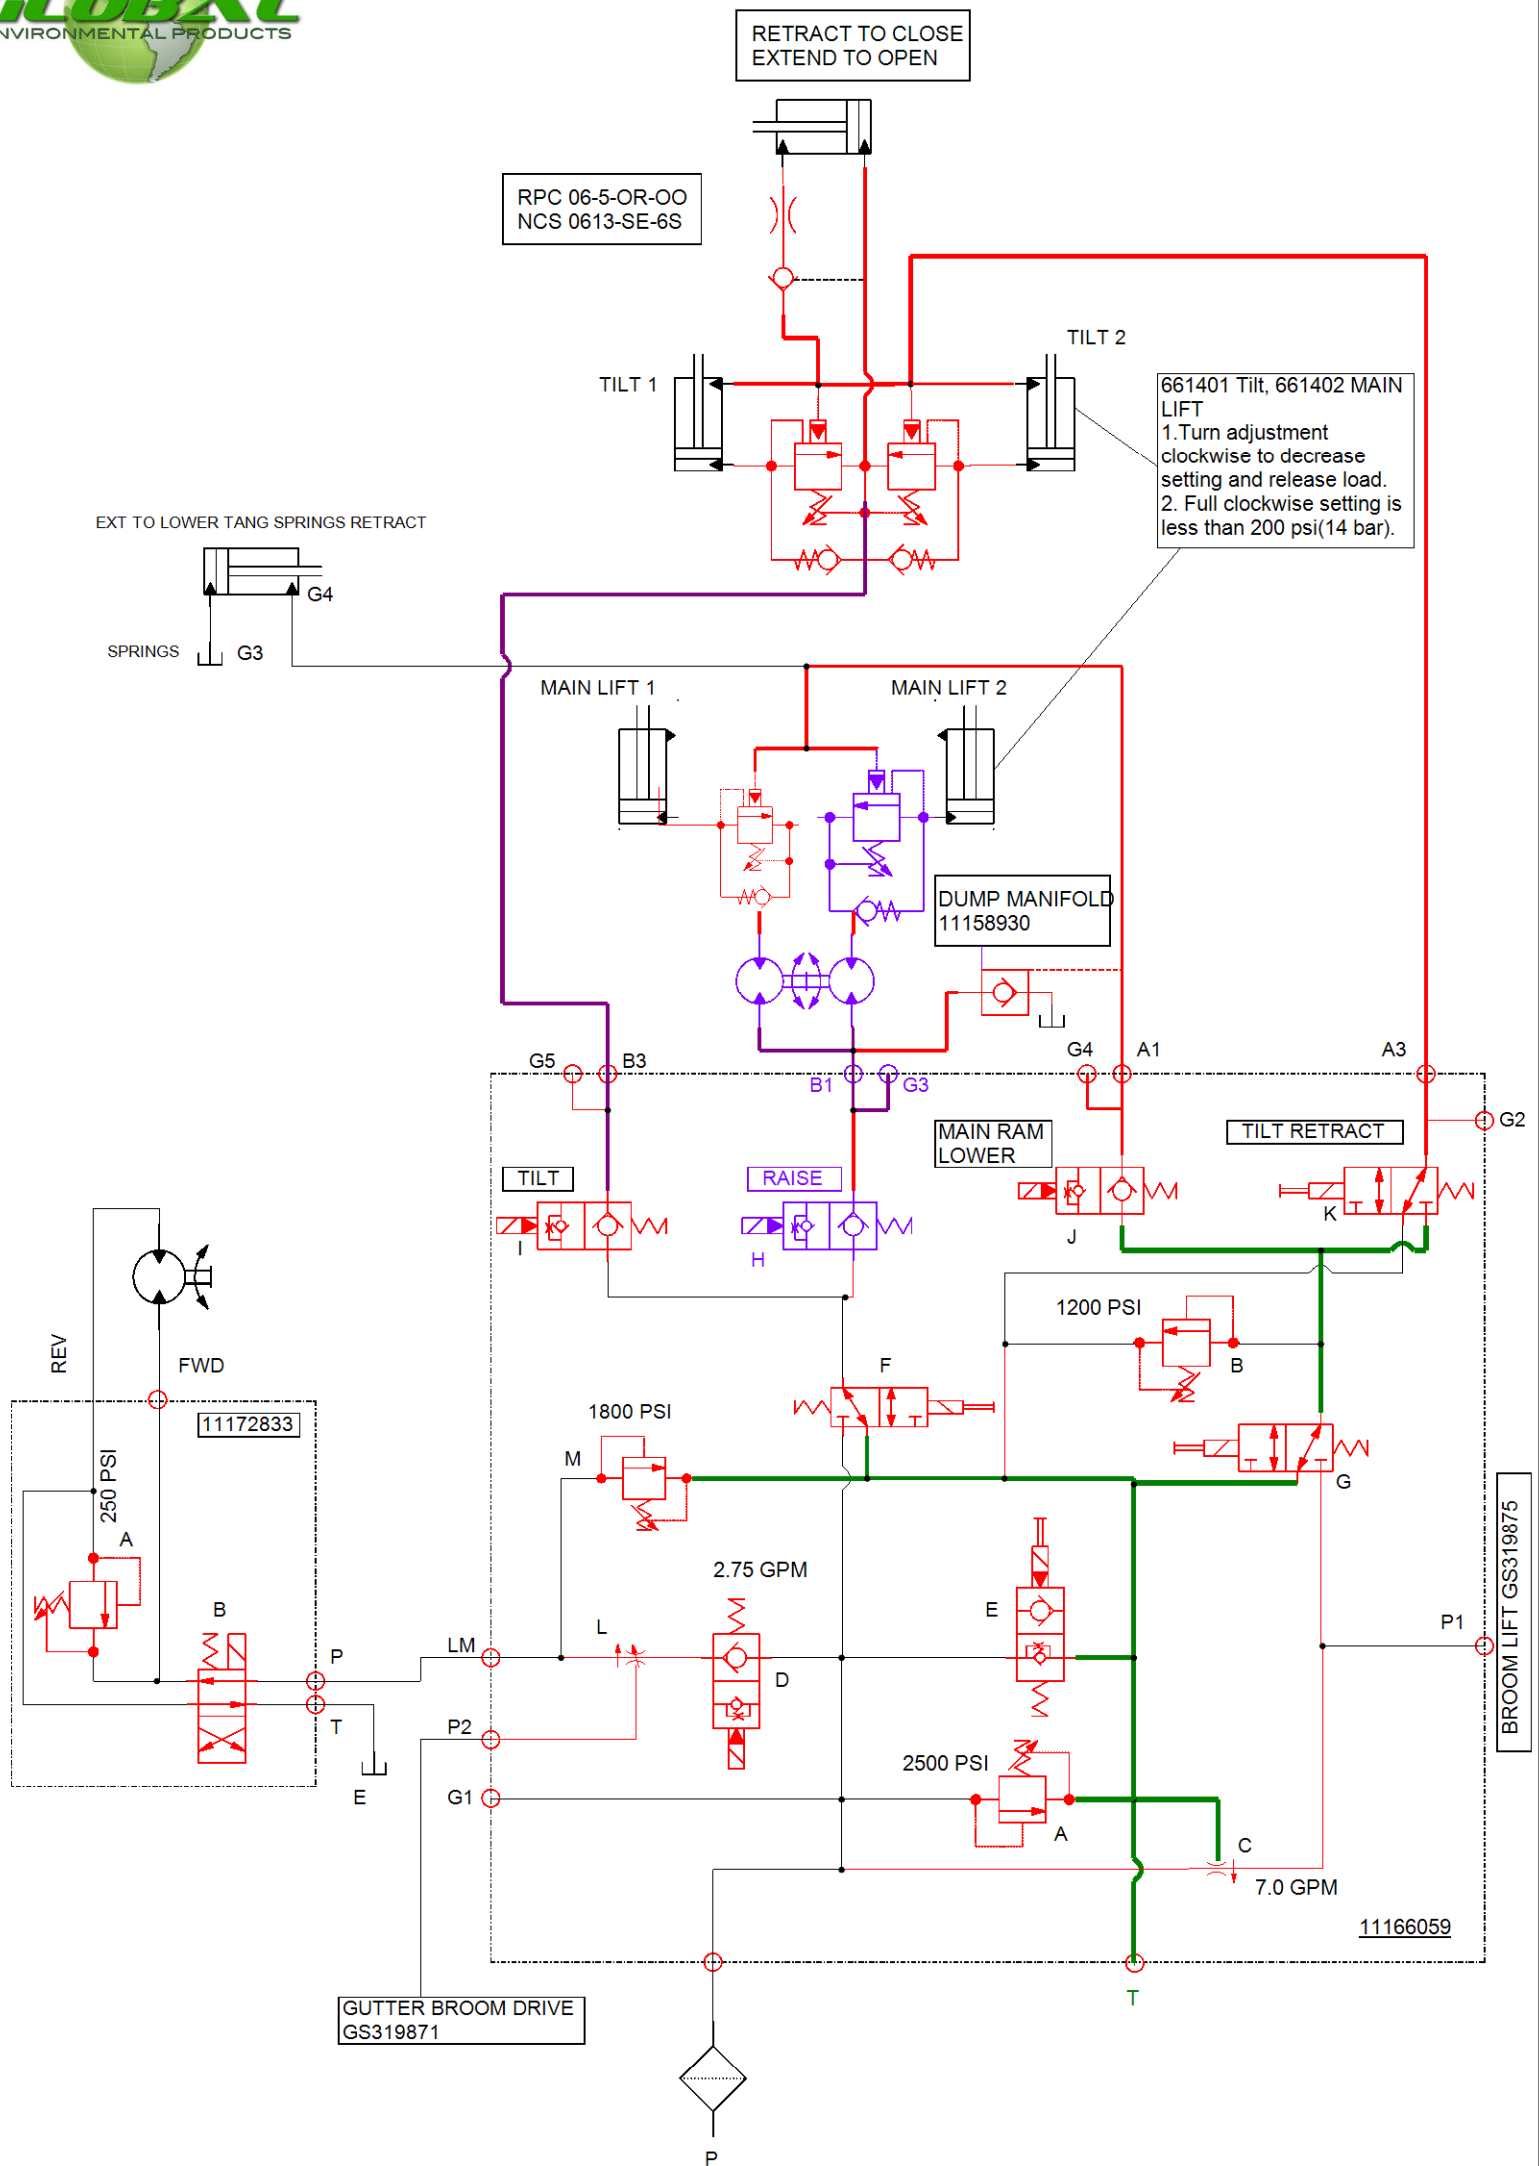 GLOBAL
NVIRONMENTAL PRODUCTS
RETRACT TO CLOSE
EXTEND TO OPEN
RPC 06-5-OR-OO
NCS 0613-SE-6S
TILT 2
TILT 1
661401 Tilt, 661402 MAIN
LIFT
1.Turn adjustment
clockwise to decrease
setting and release load.
2. Full clockwise setting is
less than 200 psi(14 bar).
EXT TO LOWER TANG SPRINGS RETRACT
G4
SPRINGS
G3
MAIN LIFT 1
MAIN LIFT 2
DUMP MANIFOLD
11158930
G5
B3
B1
G3
G4
A1
A3
G2
MAIN RAM
LOWER
TILT RETRACT
TILT
RAISE
I
H
J
K
REV
FWD
1200 PSI
B
F
11172833
250 PSI
A
B
P
T
E
1800 PSI
M
G
2.75 GPM
L
D
E
LM
P2
G1
P1
BROOM LIFT GS319875
2500 PSI
A
C
7.0 GPM
11166059
T
GUTTER BROOM DRIVE
GS319871
P